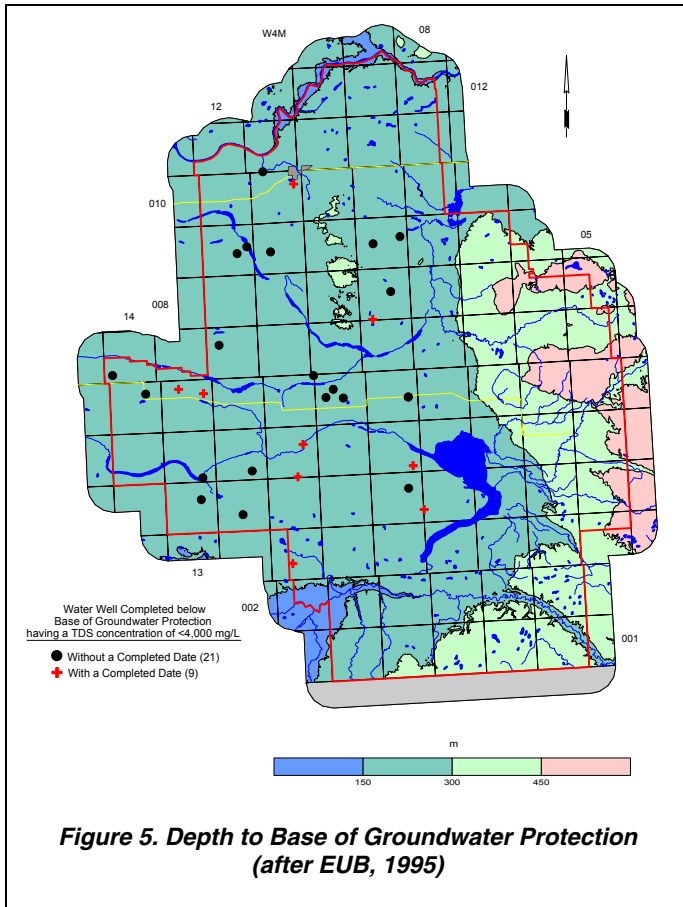 W4M
08
012
12
010
05
008
14
13
002
001
Water Well Completed below
Base of Groundwater Protection
having a TDS concentration of <4,000 mg/L
Without a Completed Date (21)
With a Completed Date (9)
m
150 300 450
Figure 5. Depth to Base of Groundwater Protection
(after EUB, 1995)